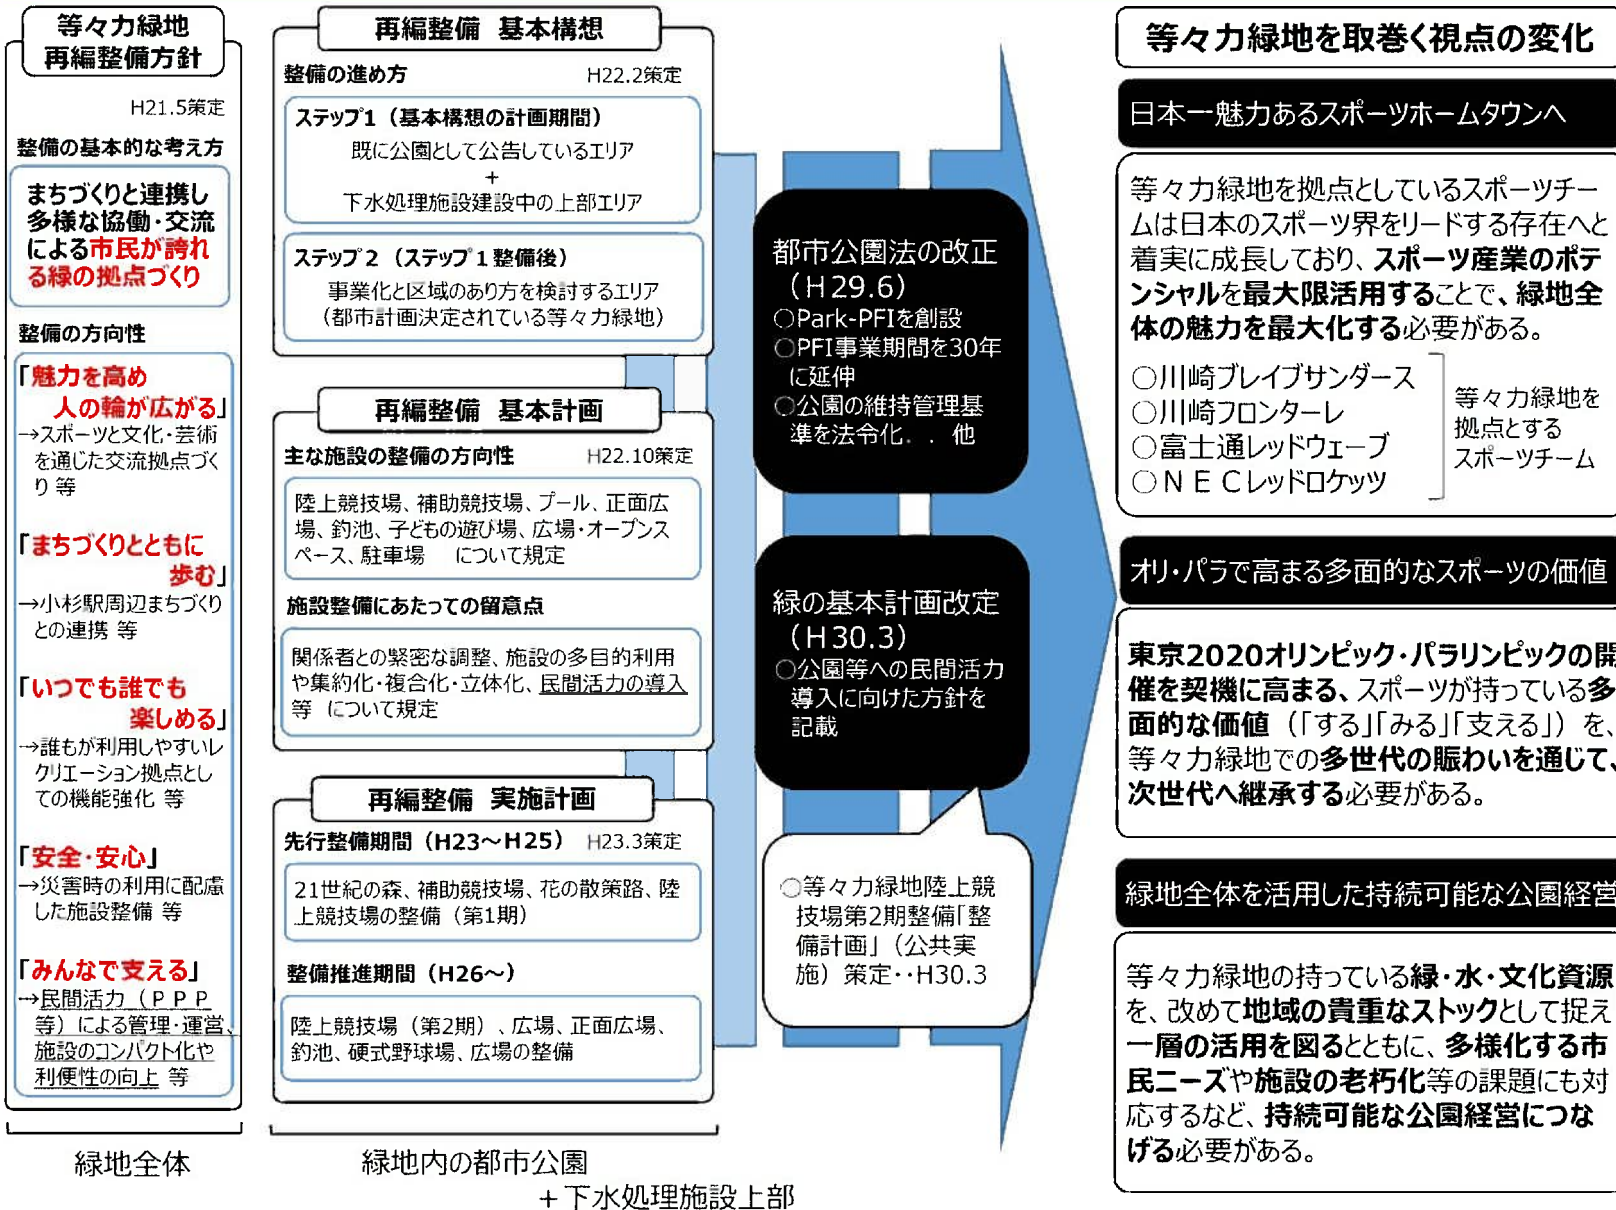 等々力緑地
再編整備方針
H21.5策定
整備の基本的な考え方
まちづくりと連携し
多様な協働・交流
による市民が誇れ
る緑の拠点づくり
整備の方向性
「魅力を高め
人の輪が広がる」
→スポーツと文化・芸術
を通じた交流拠点づく
り 等
「まちづくりとともに
歩む」
→小杉駅周辺まちづくり
との連携 等
「いつでも誰でも
楽しめる」
→誰もが利用しやすいレ
クリエーション拠点とし
ての機能強化 等
「安全・安心」
→災害時の利用に配慮
した施設整備 等
「みんなで支える」
→民間活力（ＰＰＰ
等）による管理・運営、
施設のコンパクト化や
利便性の向上 等
緑地全体
再編整備 基本構想
整備の進め方 H22.2策定
ステップ1（基本構想の計画期間）
既に公園として公告しているエリア
+
下水処理施設建設中の上部エリア
ステップ2（ステップ1整備後）
事業化と区域のあり方を検討するエリア
（都市計画決定されている等々力緑地）
再編整備 基本計画
主な施設の整備の方向性 H22.10策定
陸上競技場、補助競技場、プール、正面広
場、釣池、子どもの遊び場、広場・オープンス
ペース、駐車場 について規定
施設整備にあたっての留意点
関係者との緊密な調整、施設の多目的利用
や集約化・複合化・立体化、民間活力の導入
等 について規定
再編整備 実施計画
先行整備期間（H23～H25） H23.3策定
21世紀の森、補助競技場、花の散策路、陸
上競技場の整備（第1期）
整備推進期間（H26～）
陸上競技場（第2期）、広場、正面広場、
釣池、硬式野球場、広場の整備
緑地内の都市公園
＋下水処理施設上部
都市公園法の改正
（H29.6）
○Park-PFIを創設
○PFI事業期間を30年
に延伸
○公園の維持管理基
準を法令化．．他
緑の基本計画改定
（H30.3）
○公園等への民間活力
導入に向けた方針を
記載
○等々力緑地陸上競
技場第2期整備「整
備計画」（公共実
施）策定・・H30.3
等々力緑地を取巻く視点の変化
日本一魅力あるスポーツホームタウンへ
等々力緑地を拠点としているスポーツチー
ムは日本のスポーツ界をリードする存在へと
着実に成長しており、スポーツ産業のポテ
ンシャルを最大限活用することで、緑地全
体の魅力を最大化する必要がある。
○川崎ブレイブサンダース
○川崎フロンターレ
○富士通レッドウェーブ
○ＮＥＣレッドロケッツ
等々力緑地を
拠点とする
スポーツチーム
オリ・パラで高まる多面的なスポーツの価値
東京2020オリンピック・パラリンピックの開
催を契機に高まる、スポーツが持っている多
面的な価値（「する」「みる」「支える」）を、
等々力緑地での多世代の賑わいを通じて、
次世代へ継承する必要がある。
緑地全体を活用した持続可能な公園経営
等々力緑地の持っている緑・水・文化資源
を、改めて地域の貴重なストックとして捉え
一層の活用を図るとともに、多様化する市
民ニーズや施設の老朽化等の課題にも対
応するなど、持続可能な公園経営につな
げる必要がある。